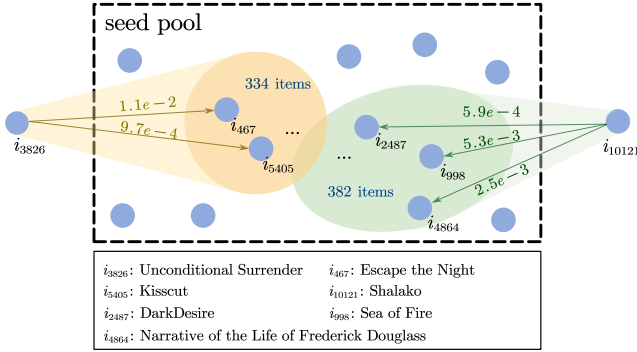 seed pool
334 items
1.1e − 2
9.7e − 4
i3826
i467
...
i5405
5.9e − 4
5.3e − 3
2.5e − 3
i2487
...
i998
i10121
382 items
i4864
i3826: Unconditional Surrender i467: Escape the Night
i5405: Kisscut i10121: Shalako
i2487: DarkDesire i998: Sea of Fire
i4864: Narrative of the Life of Frederick Douglass